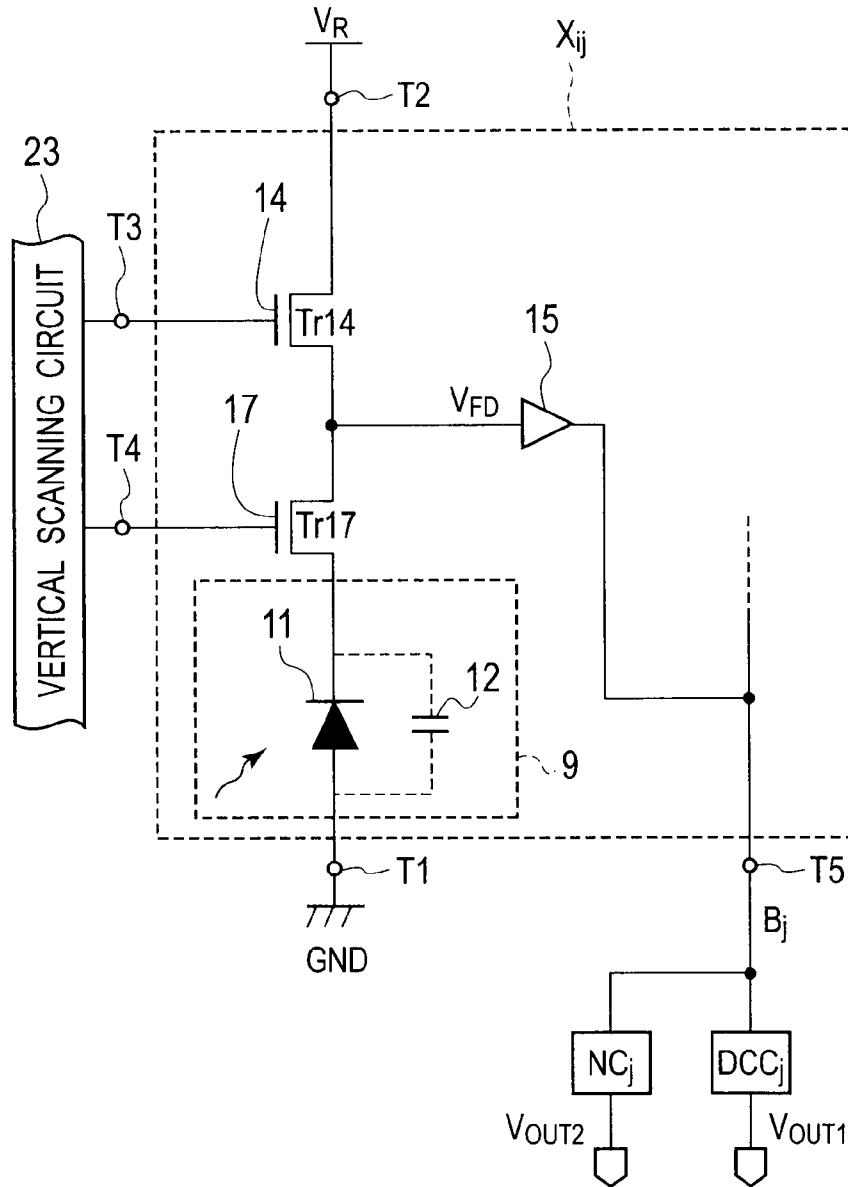 V_R
X_ij
T2
23
14
T3
Tr14
15
V_FD
VERTICAL SCANNING CIRCUIT
17
T4
Tr17
11
12
9
T1
T5
GND
B_j
NC_j
DCC_j
V_OUT2
V_OUT1